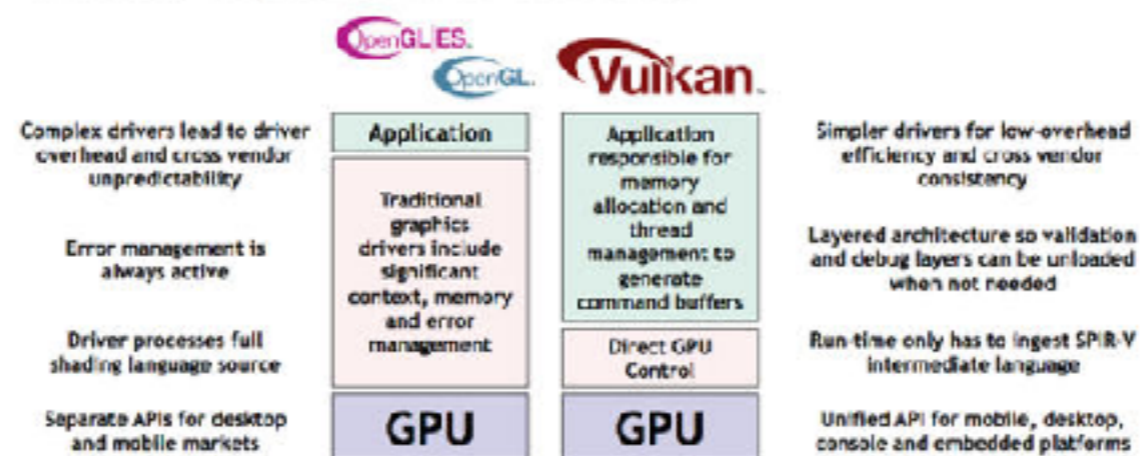 OpenGL|ES.
OpenGL.
Vulkan
Complex drivers lead to driver
overhead and cross vendor
unpredictability
Error management is
always active
Driver processes full
shading language source
Separate APIs for desktop
and mobile markets
Application
Traditional
graphics
drivers include
significant
context, memory
and error
management
GPU
Application
responsible for
memory
allocation and
thread
management to
generate
command buffers
Direct GPU
Control
GPU
Simpler drivers for low-overhead
efficiency and cross vendor
consistency
Layered architecture so validation
and debug layers can be unloaded
when not needed
Run-time only has to ingest SPIR-V
intermediate language
Unified API for mobile, desktop,
console and embedded platforms